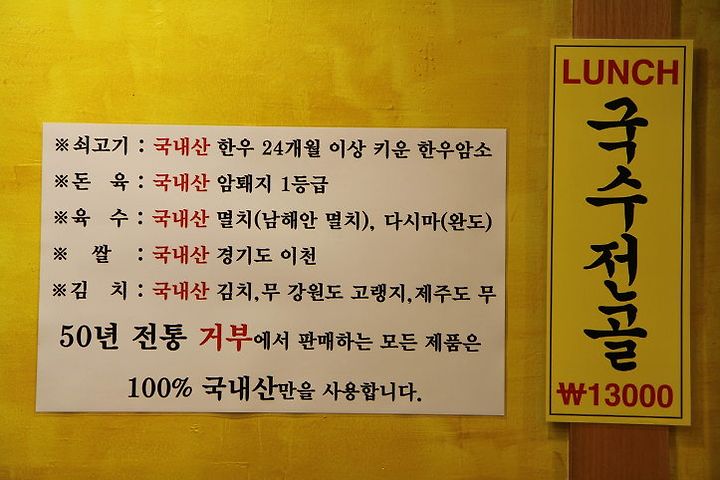 ※쇠고기 : 국내산 한우 24개월 이상 키운 한우암소
※돈 육 : 국내산 암퇘지 1등급
※육 수 : 국내산 멸치(남해안 멸치), 다시마(완도)
※ 쌀 : 국내산 경기도 이천
※김 치 : 국내산 김치,무 강원도 고랭지,제주도 무
50년 전통 거부에서 판매하는 모든 제품은
100% 국내산만을 사용합니다.
LUNCH
국수전골
₩13000